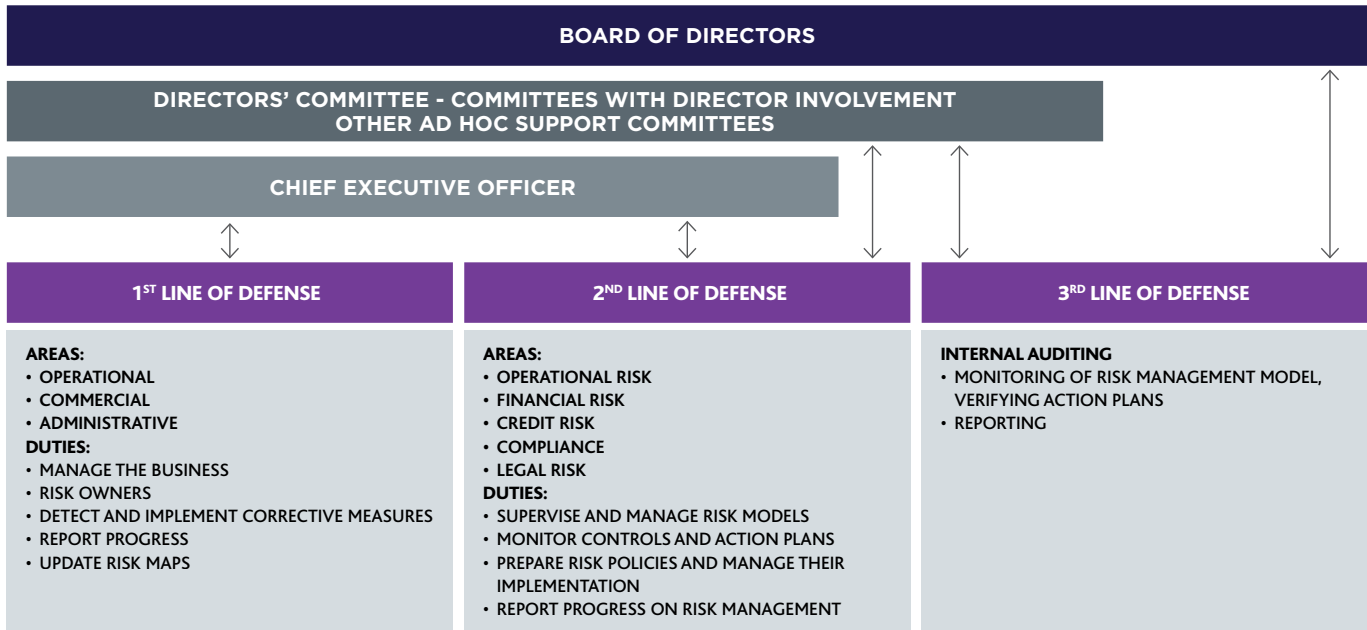 BOARD OF DIRECTORS
DIRECTORS’ COMMITTEE - COMMITTEES WITH DIRECTOR INVOLVEMENT
OTHER AD HOC SUPPORT COMMITTEES
CHIEF EXECUTIVE OFFICER
1ST LINE OF DEFENSE
AREAS:
• OPERATIONAL
• COMMERCIAL
• ADMINISTRATIVE
DUTIES:
• MANAGE THE BUSINESS
• RISK OWNERS
• DETECT AND IMPLEMENT CORRECTIVE MEASURES
• REPORT PROGRESS
• UPDATE RISK MAPS
2ND LINE OF DEFENSE
AREAS:
• OPERATIONAL RISK
• FINANCIAL RISK
• CREDIT RISK
• COMPLIANCE
• LEGAL RISK
DUTIES:
• SUPERVISE AND MANAGE RISK MODELS
• MONITOR CONTROLS AND ACTION PLANS
• PREPARE RISK POLICIES AND MANAGE THEIR
IMPLEMENTATION
• REPORT PROGRESS ON RISK MANAGEMENT
3RD LINE OF DEFENSE
INTERNAL AUDITING
• MONITORING OF RISK MANAGEMENT MODEL,
VERIFYING ACTION PLANS
• REPORTING